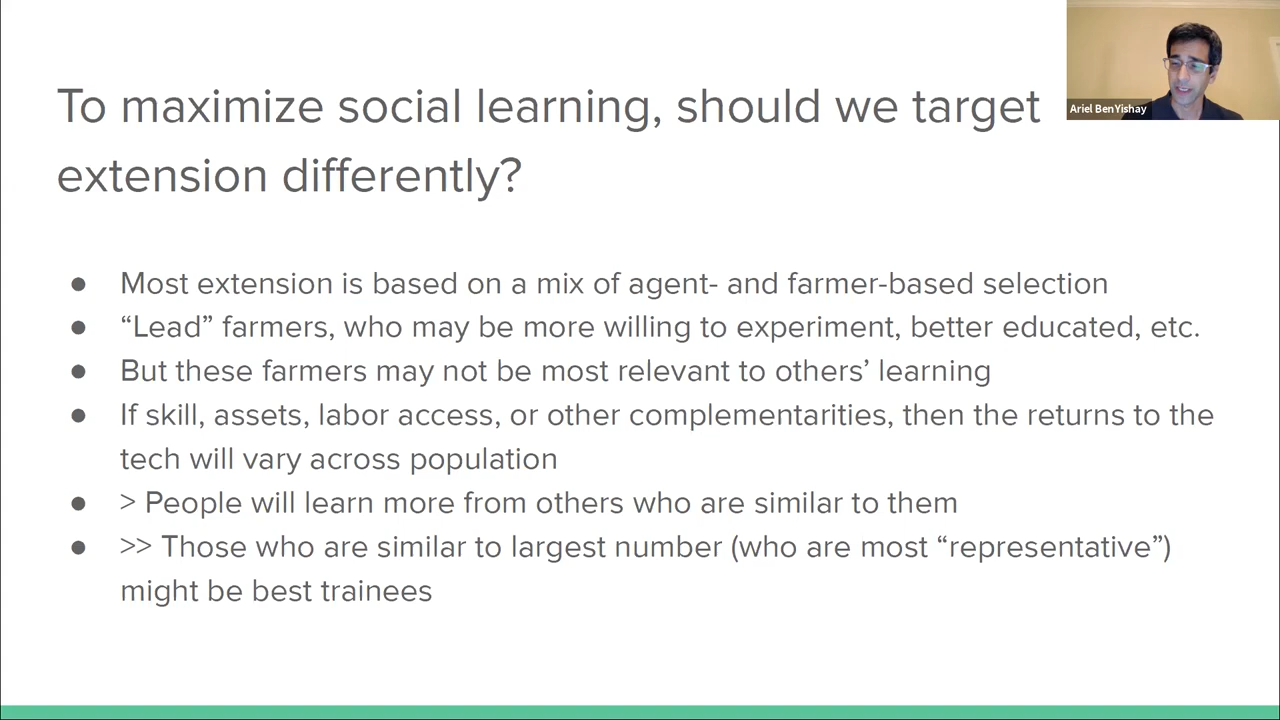 To maximize social learning, should we target
extension differently?
Ariel BenYishay
● Most extension is based on a mix of agent- and farmer-based selection
● “Lead” farmers, who may be more willing to experiment, better educated, etc.
● But these farmers may not be most relevant to others’ learning
● If skill, assets, labor access, or other complementarities, then the returns to the
tech will vary across population
● > People will learn more from others who are similar to them
● >> Those who are similar to largest number (who are most “representative”)
might be best trainees